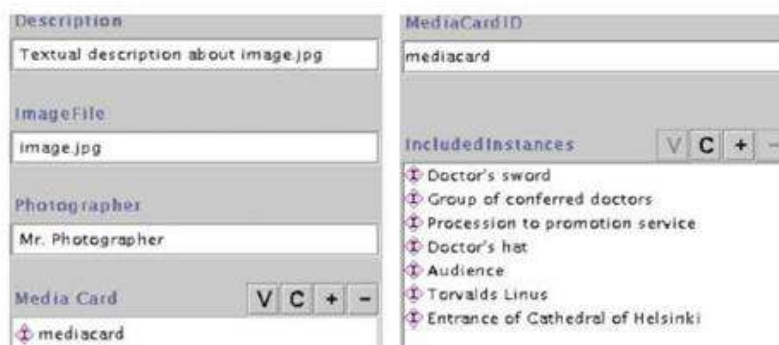 Description
Textual description about image.jpg
ImageFile
image.jpg
Photographer
Mr. Photographer
Media Card V C + -
mediacard
MediaCardID
mediacard
IncludedInstances V C + -
Doctor's sword
Group of conferred doctors
Procession to promotion service
Doctor's hat
Audience
Torvalds Linus
Entrance of Cathedral of Helsinki